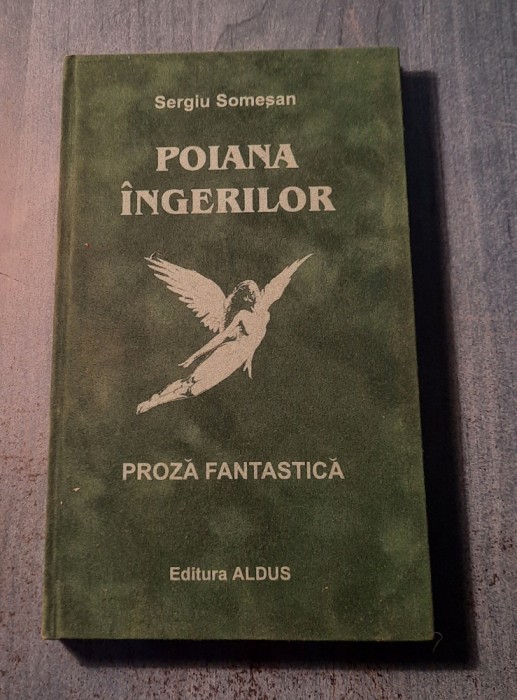 Sergiu Someșan
POIANA
ÎNGERILOR
PROZĂ FANTASTICĂ
Editura ALDUS